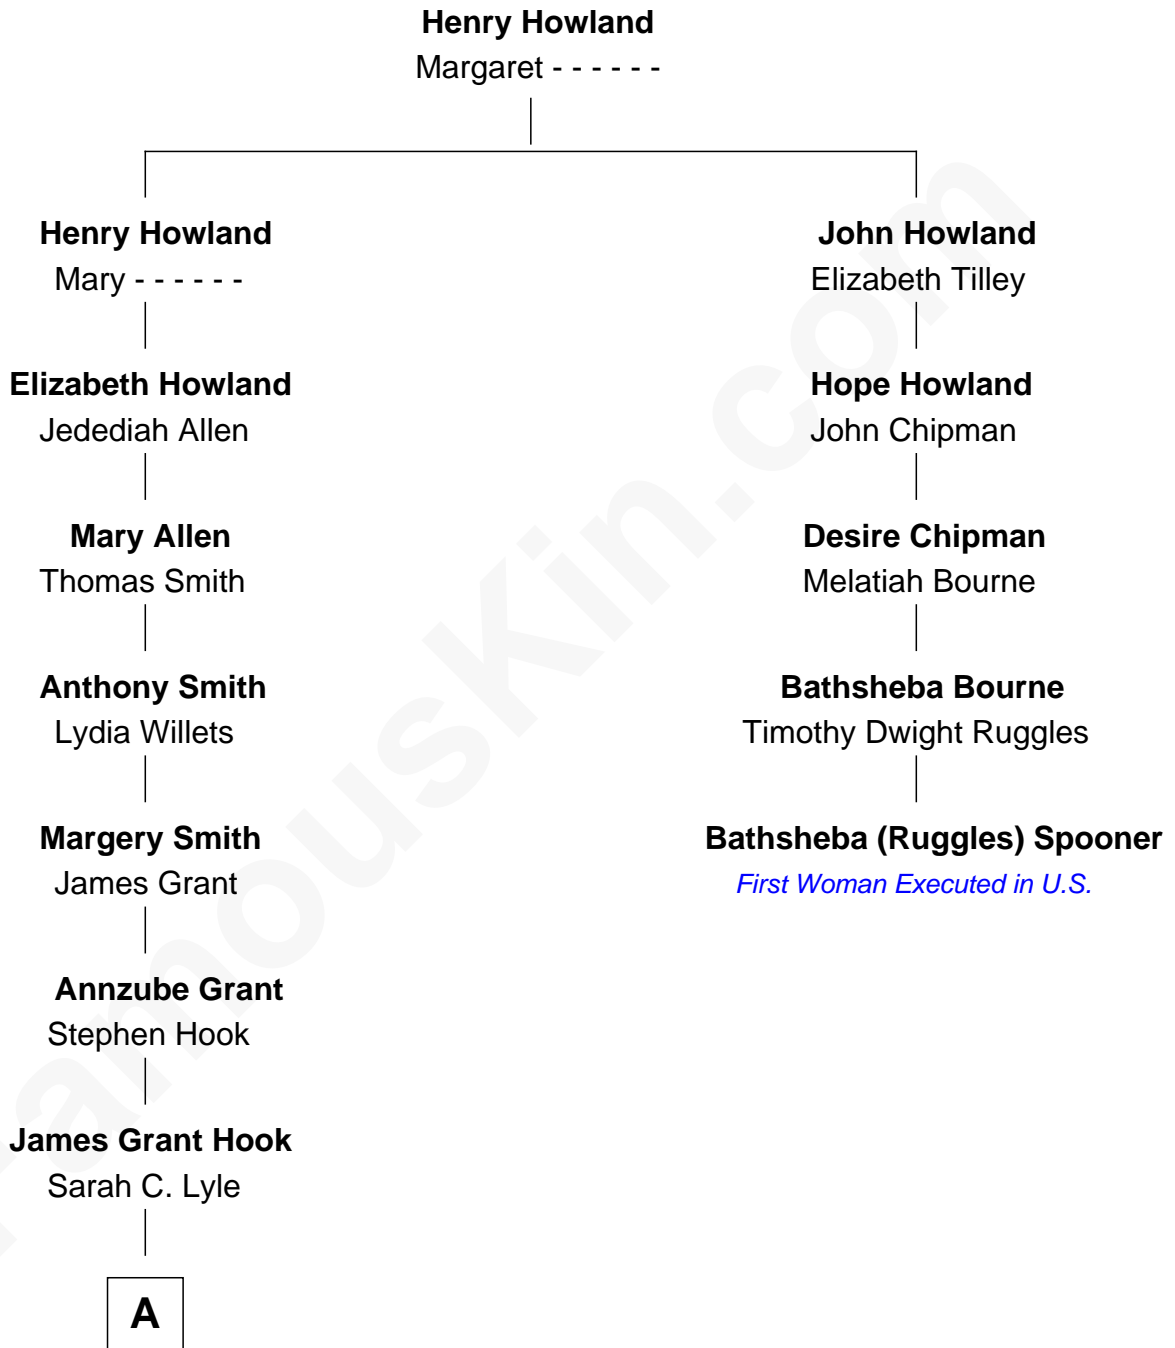 Henry Howland
Margaret - - - - - -
Henry Howland
Mary - - - - - -
Elizabeth Howland
Jedediah Allen
Mary Allen
Thomas Smith
Anthony Smith
Lydia Willets
Margery Smith
James Grant
Annzube Grant
Stephen Hook
James Grant Hook
Sarah C. Lyle
A
John Howland
Elizabeth Tilley
Hope Howland
John Chipman
Desire Chipman
Melatiah Bourne
Bathsheba Bourne
Timothy Dwight Ruggles
Bathsheba (Ruggles) Spooner
First Woman Executed in U.S.
FamousKin.com